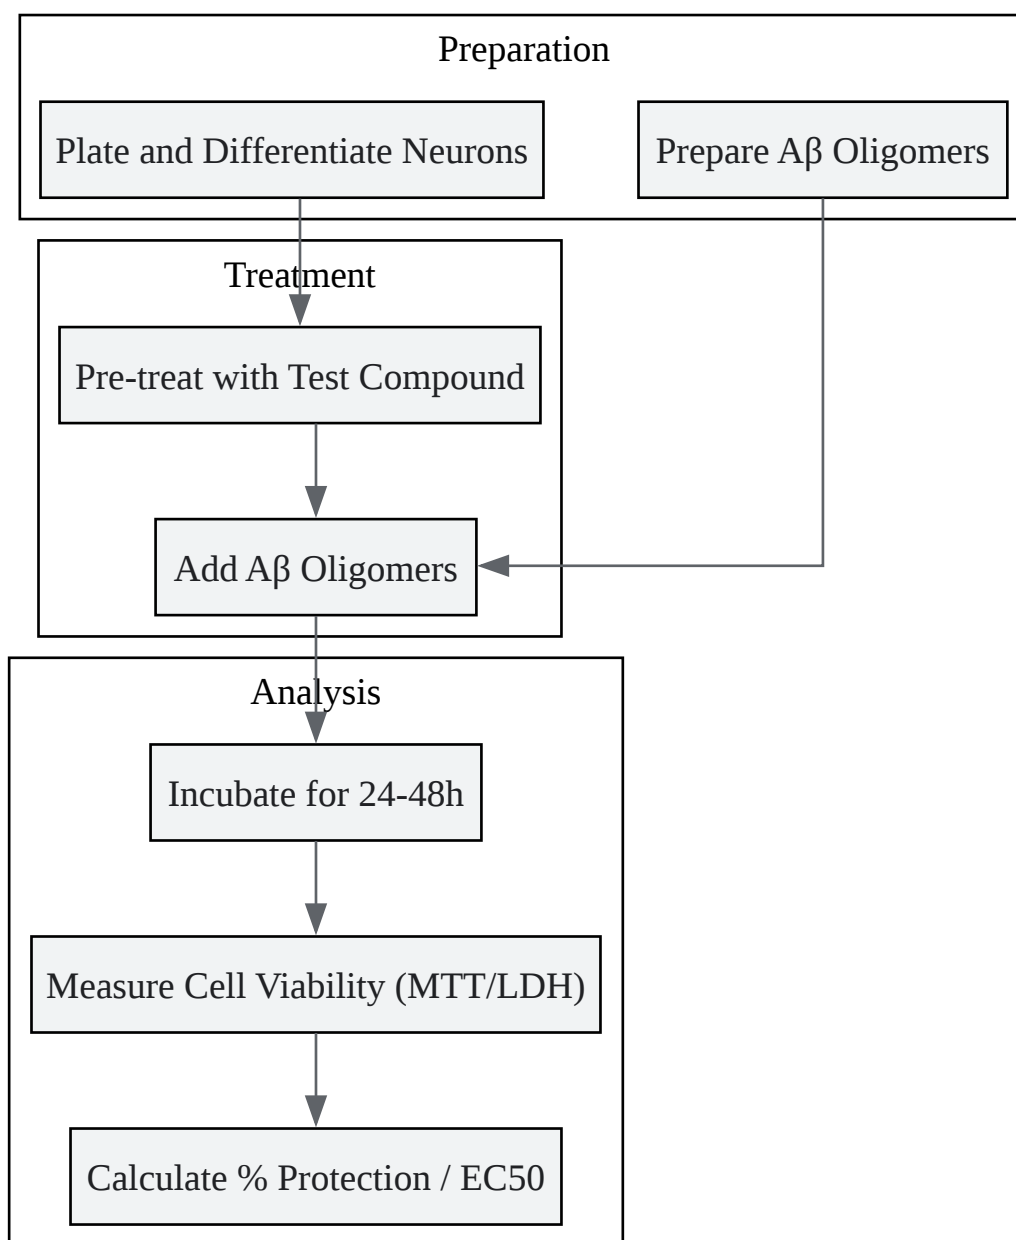 Preparation
Plate and Differentiate Neurons
Prepare Aβ Oligomers
Treatment
Pre-treat with Test Compound
Add Aβ Oligomers
Analysis
Incubate for 24-48h
Measure Cell Viability (MTT/LDH)
Calculate % Protection / EC50